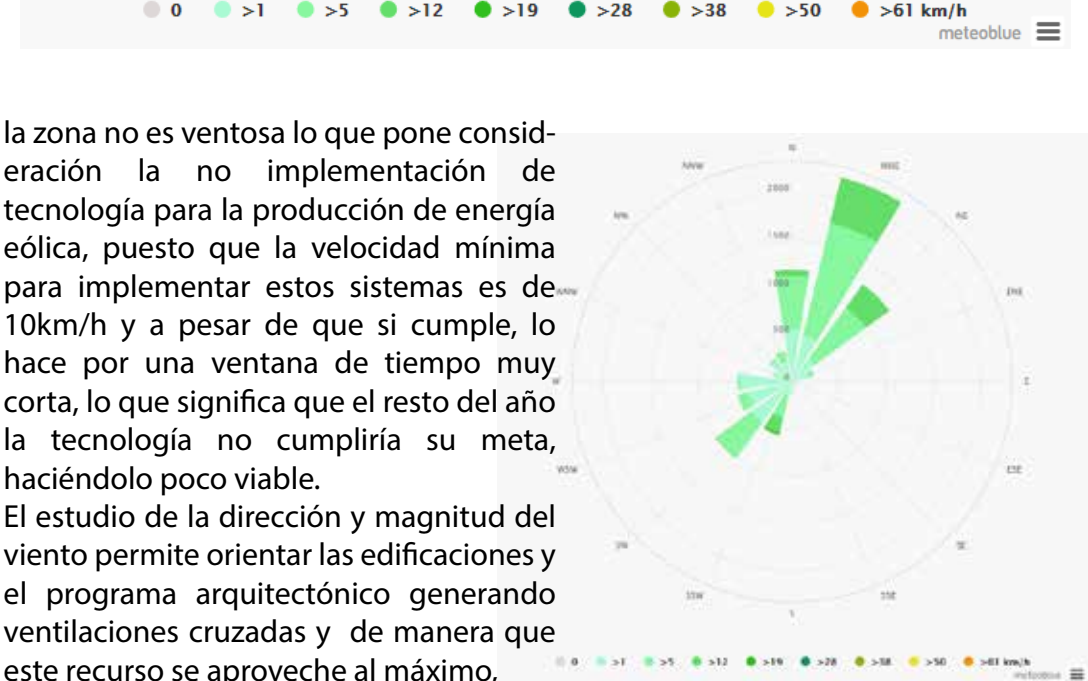 0 >1 >5 >12 >19 >28 >38 >50 >61 km/h
meteoblue
la zona no es ventosa lo que pone consid-
eración la no implementación de
tecnología para la producción de energía
eólica, puesto que la velocidad mínima
para implementar estos sistemas es de
10km/h y a pesar de que si cumple, lo
hace por una ventana de tiempo muy
corta, lo que significa que el resto del año
la tecnología no cumpliría su meta,
haciéndolo poco viable.
El estudio de la dirección y magnitud del
viento permite orientar las edificaciones y
el programa arquitectónico generando
ventilaciones cruzadas y de manera que
este recurso se aproveche al máximo,
N
NNW NNE
2000
NW NE
1500
1000
WNW ENE
500
0
W E
WSW ESE
SW SE
SSW SSE
S
0 >1 >5 >12 >19 >28 >38 >50 >61 km/h
meteoblue